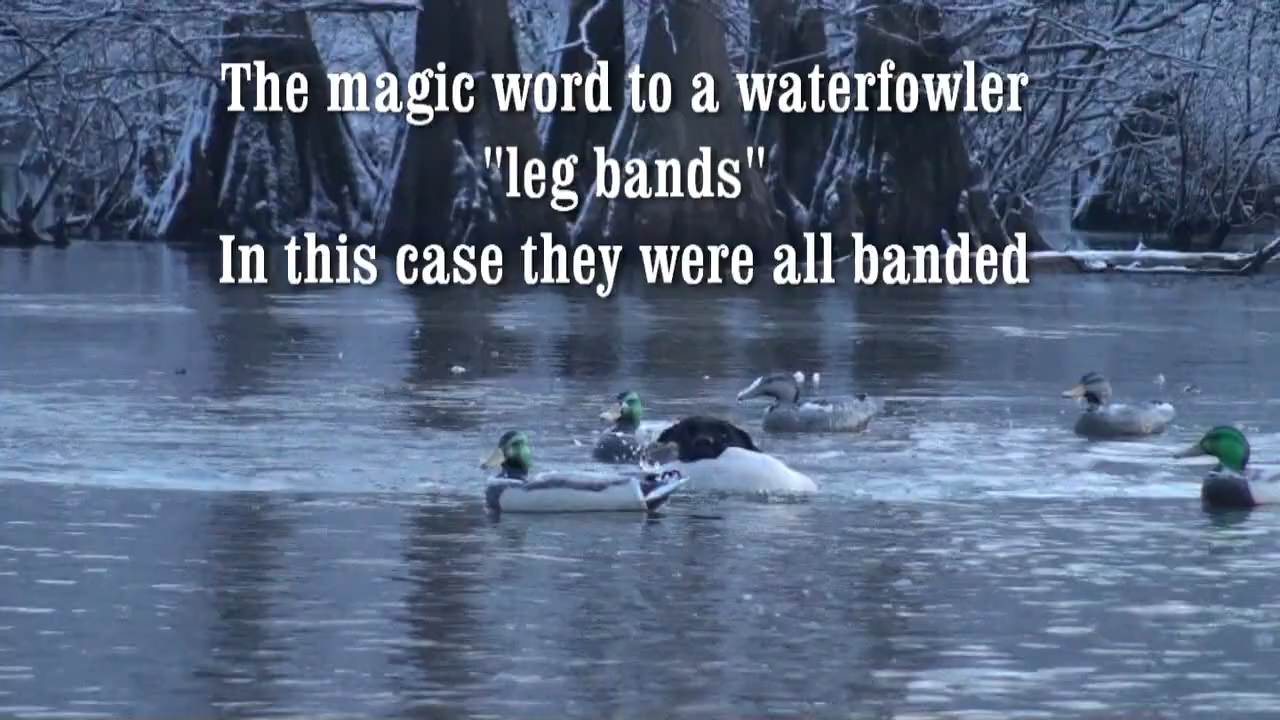 The magic word to a waterfowler
"leg bands"
In this case they were all banded